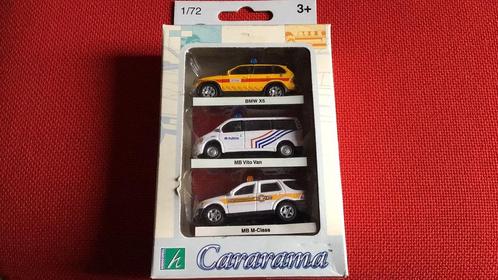 1/72
3+
BMW X5
MB Vito Van
MB M-Class
h
Cararama